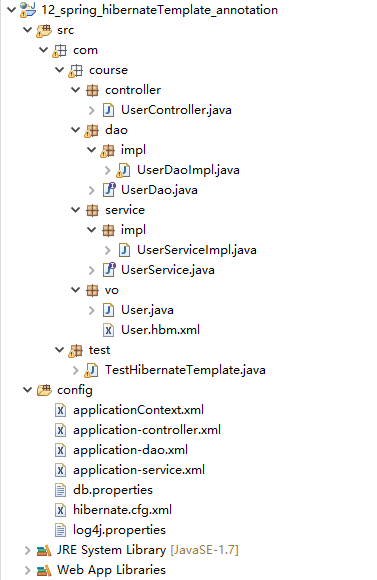 12_spring_hibernateTemplate_annotation
src
com
course
controller
UserController.java
dao
impl
UserDaoImpl.java
UserDao.java
service
impl
UserServiceImpl.java
UserService.java
vo
User.java
User.hbm.xml
test
TestHibernateTemplate.java
config
applicationContext.xml
application-controller.xml
application-dao.xml
application-service.xml
db.properties
hibernate.cfg.xml
log4j.properties
JRE System Library [JavaSE-1.7]
Web App Libraries